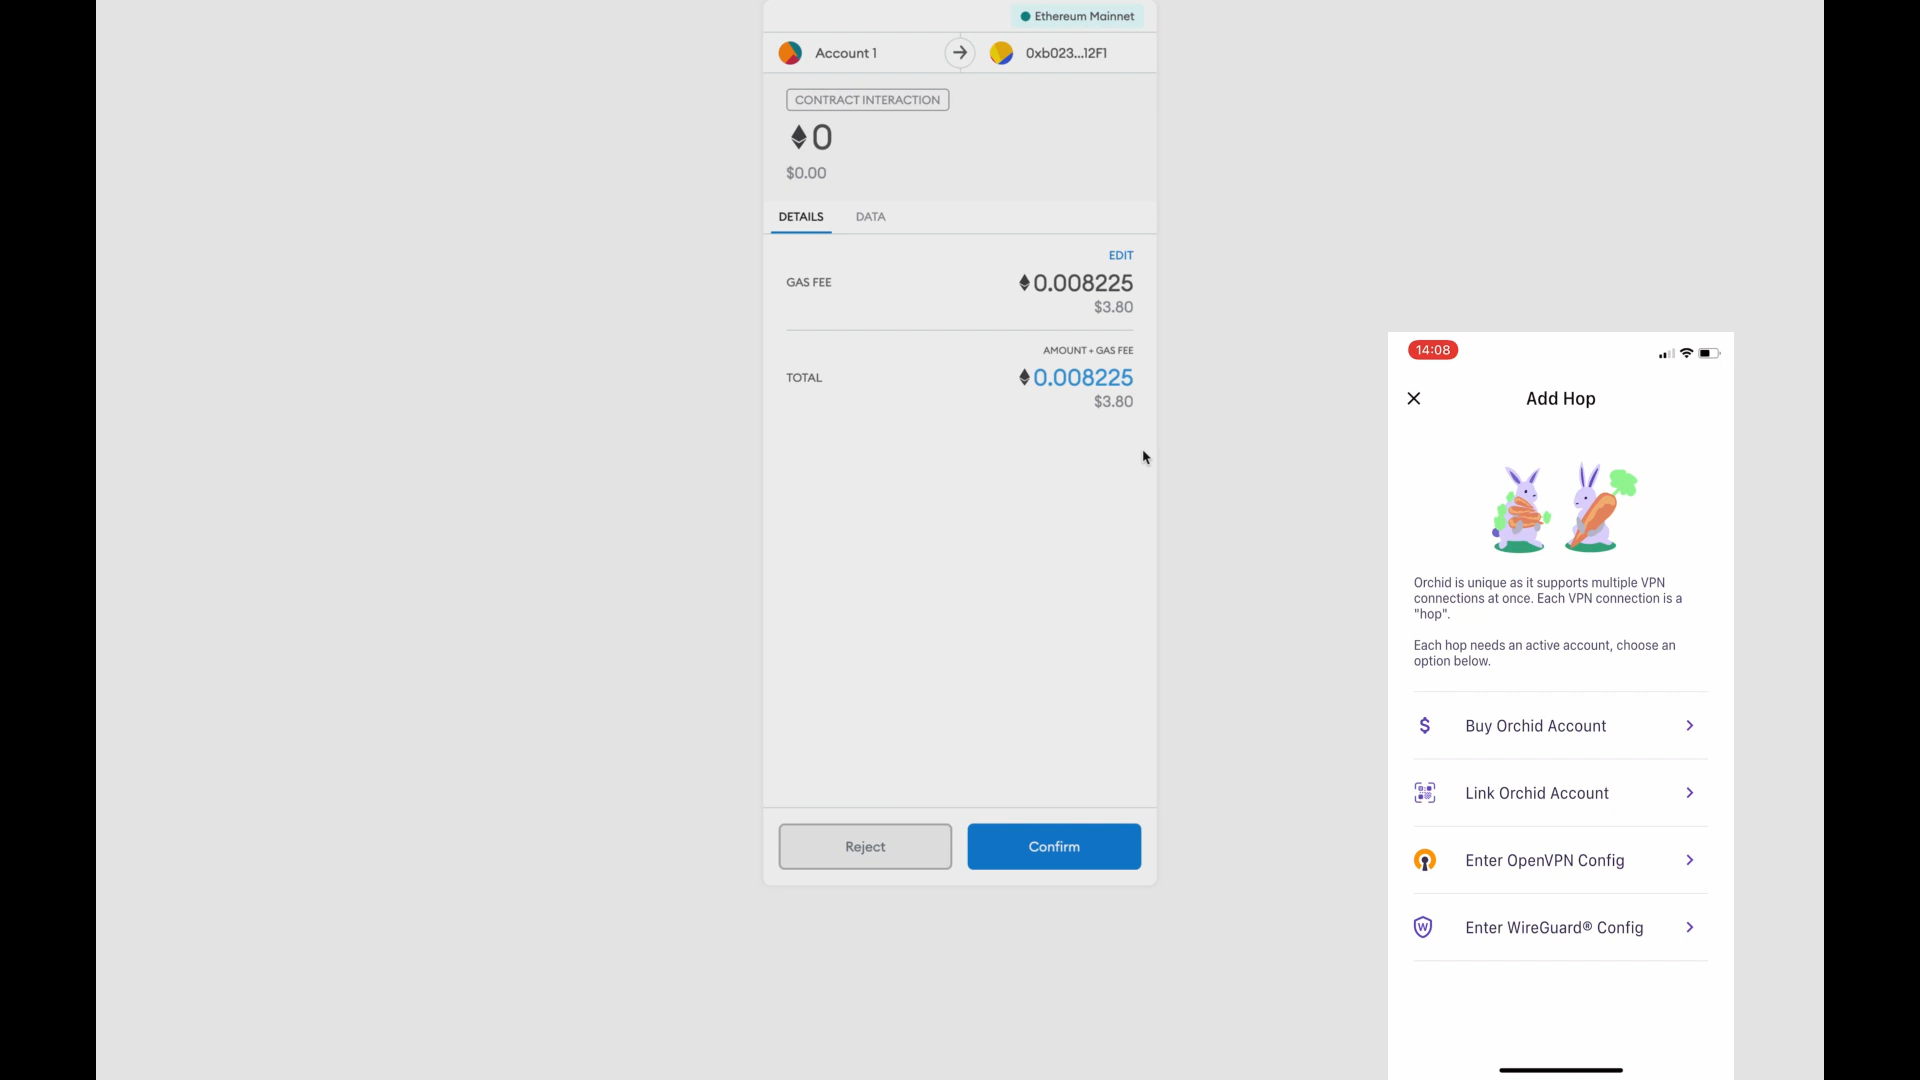 Ethereum Mainnet
Account 1
0xb023...12F1
CONTRACT INTERACTION
0
$0.00
DETAILS
DATA
EDIT
GAS FEE
0.008225
$3.80
AMOUNT + GAS FEE
TOTAL
0.008225
$3.80
Reject
Confirm
14:08
Add Hop
Orchid is unique as it supports multiple VPN
connections at once. Each VPN connection is a
"hop".
Each hop needs an active account, choose an
option below.
$
Buy Orchid Account
Link Orchid Account
Enter OpenVPN Config
W
Enter WireGuard® Config